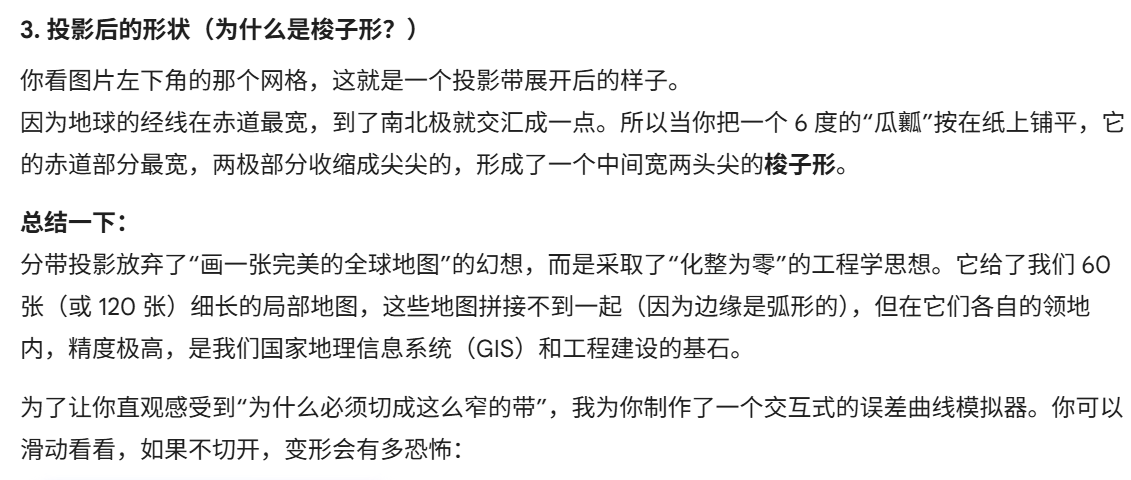 3. 投影后的形状（为什么是梭子形？）
你看图片左下角的那个网格，这就是一个投影带展开后的样子。
因为地球的经线在赤道最宽，到了南北极就交汇成一点。所以当你把一个 6 度的“瓜瓤”按在纸上铺平，它
的赤道部分最宽，两极部分收缩成尖尖的，形成了一个中间宽两头尖的梭子形。
总结一下：
分带投影放弃了“画一张完美的全球地图”的幻想，而是采取了“化整为零”的工程学思想。它给了我们 60
张（或 120 张）细长的局部地图，这些地图拼接不到一起（因为边缘是弧形的），但在它们各自的领地
内，精度极高，是我们国家地理信息系统（GIS）和工程建设的基石。
为了让你直观感受到“为什么必须切成这么窄的带”，我为你制作了一个交互式的误差曲线模拟器。你可以
滑动看看，如果不切开，变形会有多恐怖：